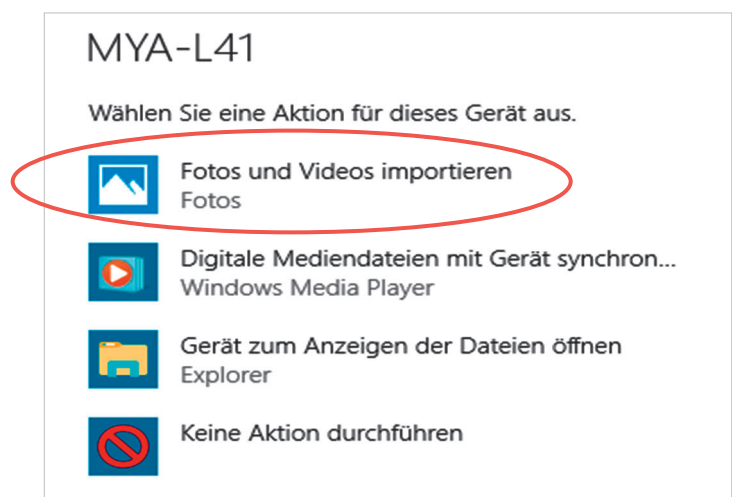 MYA-L41
Wählen Sie eine Aktion für dieses Gerät aus.
Fotos und Videos importieren
Fotos
Digitale Mediendateien mit Gerät synchron...
Windows Media Player
Gerät zum Anzeigen der Dateien öffnen
Explorer
Keine Aktion durchführen